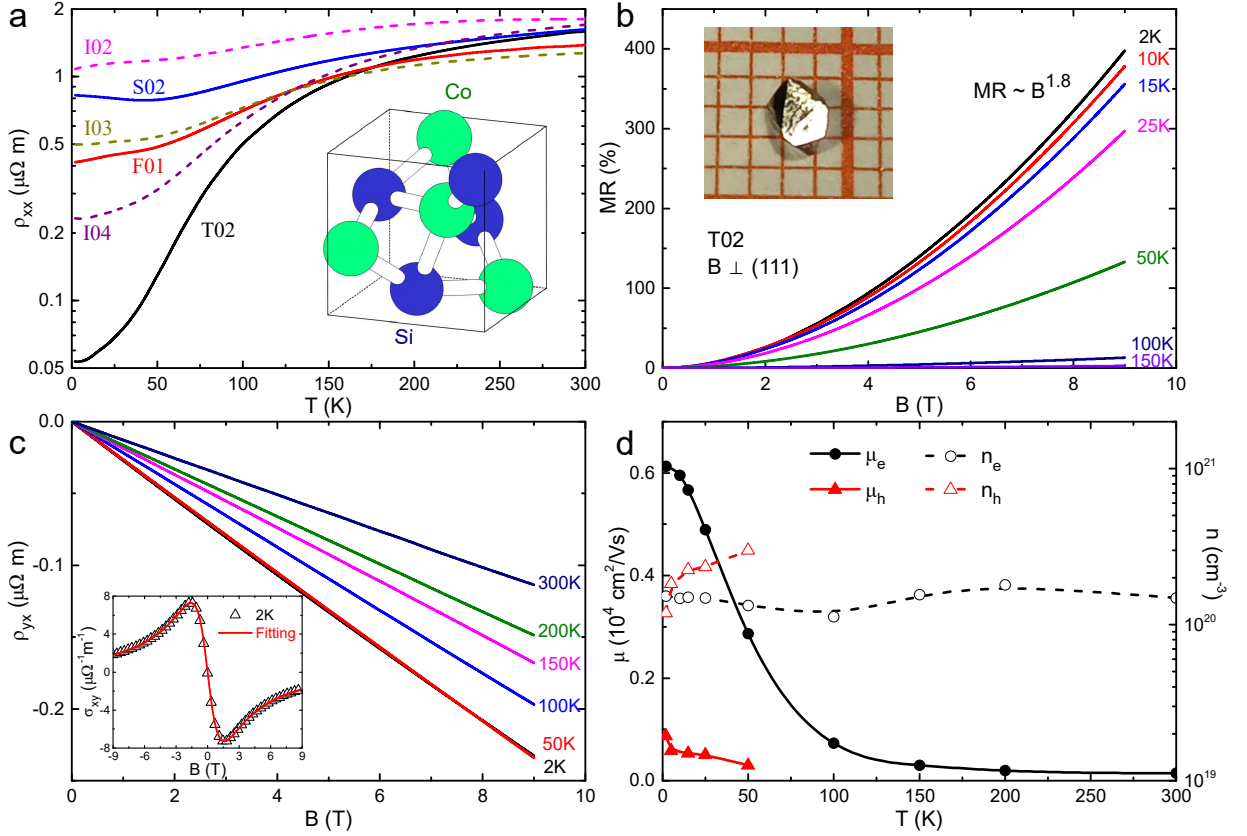 a
2
1
0.5
0.2
0.1
0.05
ρxx (μΩ m)
I02
S02
I03
F01
I04
T02
Co
Si
0 50 100 150 200 250 300
T (K)
b
400
350
300
250
200
150
100
50
0
MR (%)
2K
10K
15K
25K
50K
100K
150K
MR ~ B^1.8
T02
B ⊥ (111)
0 2 4 6 8 10
B (T)
c
0.0
-0.1
-0.2
ρyx (μΩ m)
300K
200K
150K
100K
50K
2K
8
4
0
-4
-8
σxy (μΩ⁻¹m⁻¹)
2K
Fitting
-9 -6 -3 0 3 6 9
B (T)
0 2 4 6 8 10
B (T)
d
0.6
0.4
0.2
0.0
μ (10⁴ cm²/Vs)
μe
ne
μh
nh
10²¹
10²⁰
10¹⁹
n (cm⁻³)
0 50 100 150 200 250 300
T (K)